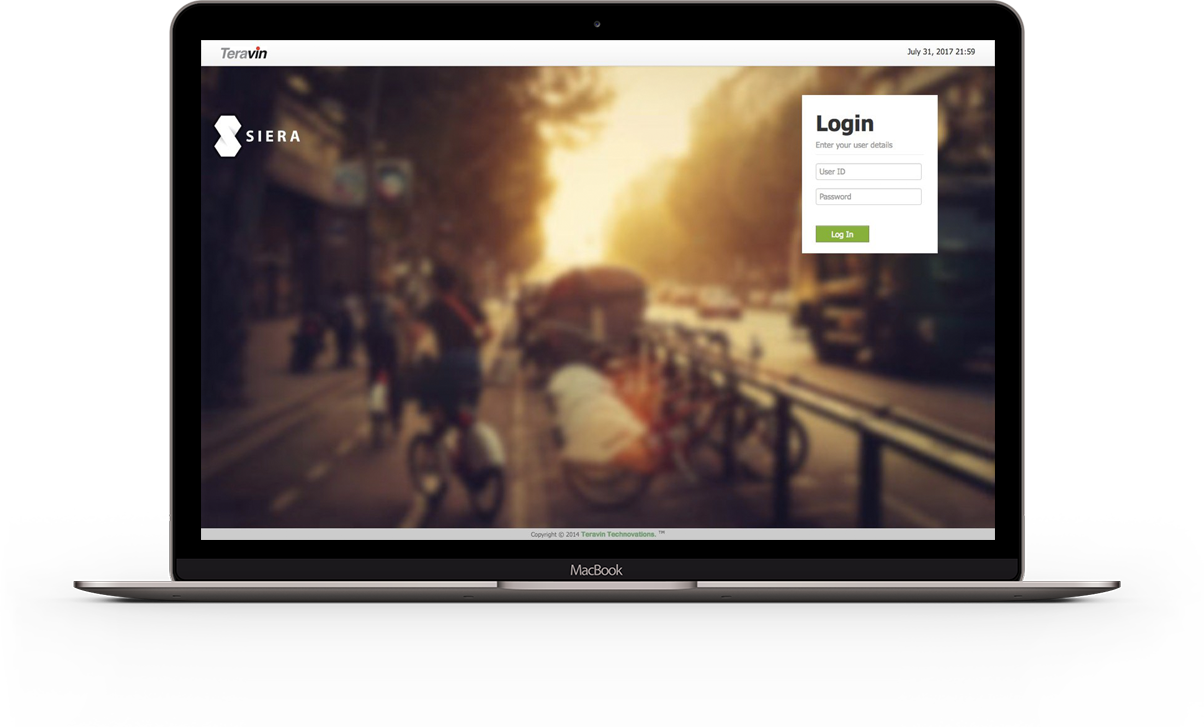 Teravin
July 31, 2017 21:59
SIERA
Login
Enter your user details
User ID
Password
Log In
Copyright © 2014 Teravin Technovations. ™
MacBook